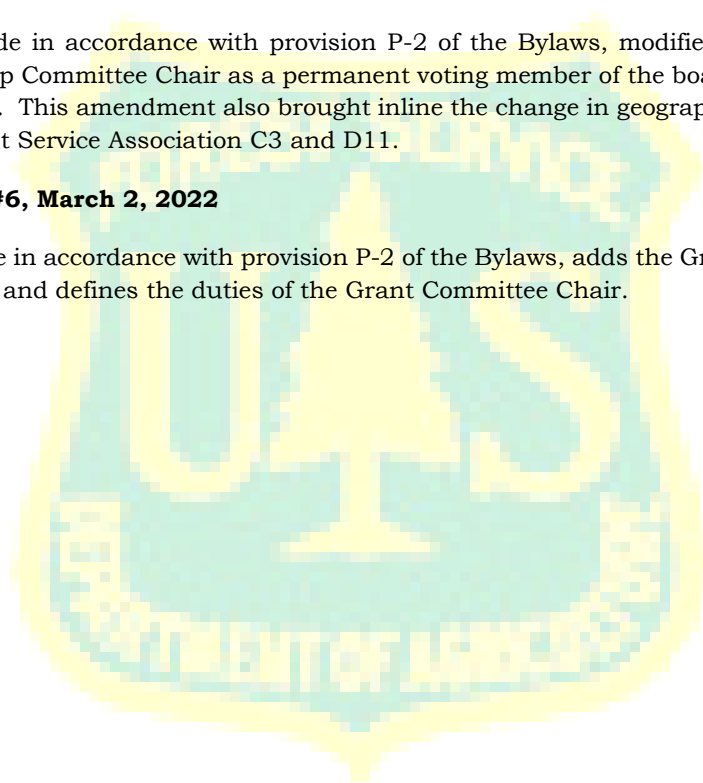 de in accordance with provision P-2 of the Bylaws, modifie
p Committee Chair as a permanent voting member of the boa
. This amendment also brought inline the change in geograp
t Service Association C3 and D11.
#6, March 2, 2022
e in accordance with provision P-2 of the Bylaws, adds the Gr
and defines the duties of the Grant Committee Chair.
U S